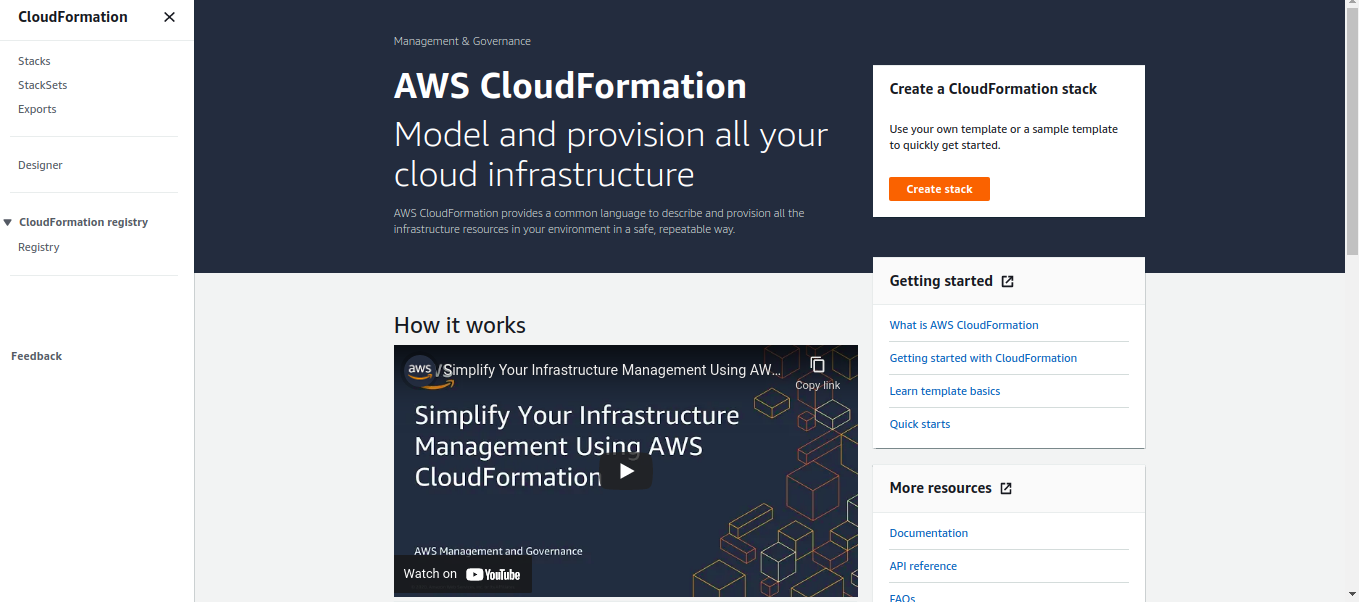 CloudFormation
Stacks
StackSets
Exports
Designer
CloudFormation registry
Registry
Feedback
Management & Governance
AWS CloudFormation
Model and provision all your
cloud infrastructure
AWS CloudFormation provides a common language to describe and provision all the
infrastructure resources in your environment in a safe, repeatable way.
Create a CloudFormation stack
Use your own template or a sample template
to quickly get started.
Create stack
How it works
aws
Simplify Your Infrastructure Management Using AW...
Copy link
Simplify Your Infrastructure
Management Using AWS
CloudFormation
AWS Management and Governance
Watch on YouTube
Getting started
What is AWS CloudFormation
Getting started with CloudFormation
Learn template basics
Quick starts
More resources
Documentation
API reference
FAQs